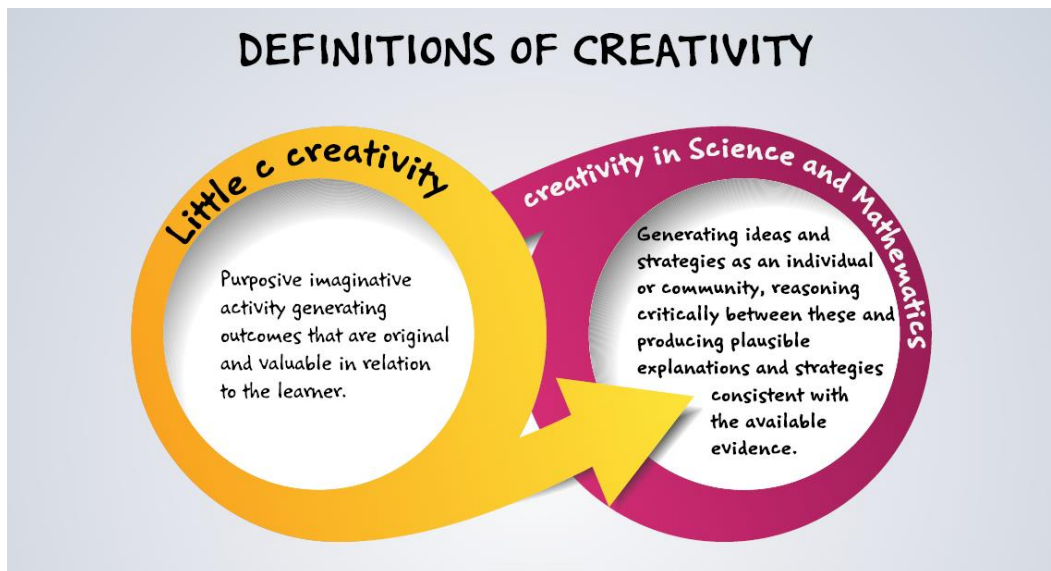 DEFINITIONS OF CREATIVITY
Little c creativity
Purposive imaginative
activity generating
outcomes that are original
and valuable in relation
to the learner.
creativity in Science and Mathematics
Generating ideas and
strategies as an individual
or community, reasoning
critically between these and
producing plausible
explanations and strategies
consistent with
the available
evidence.